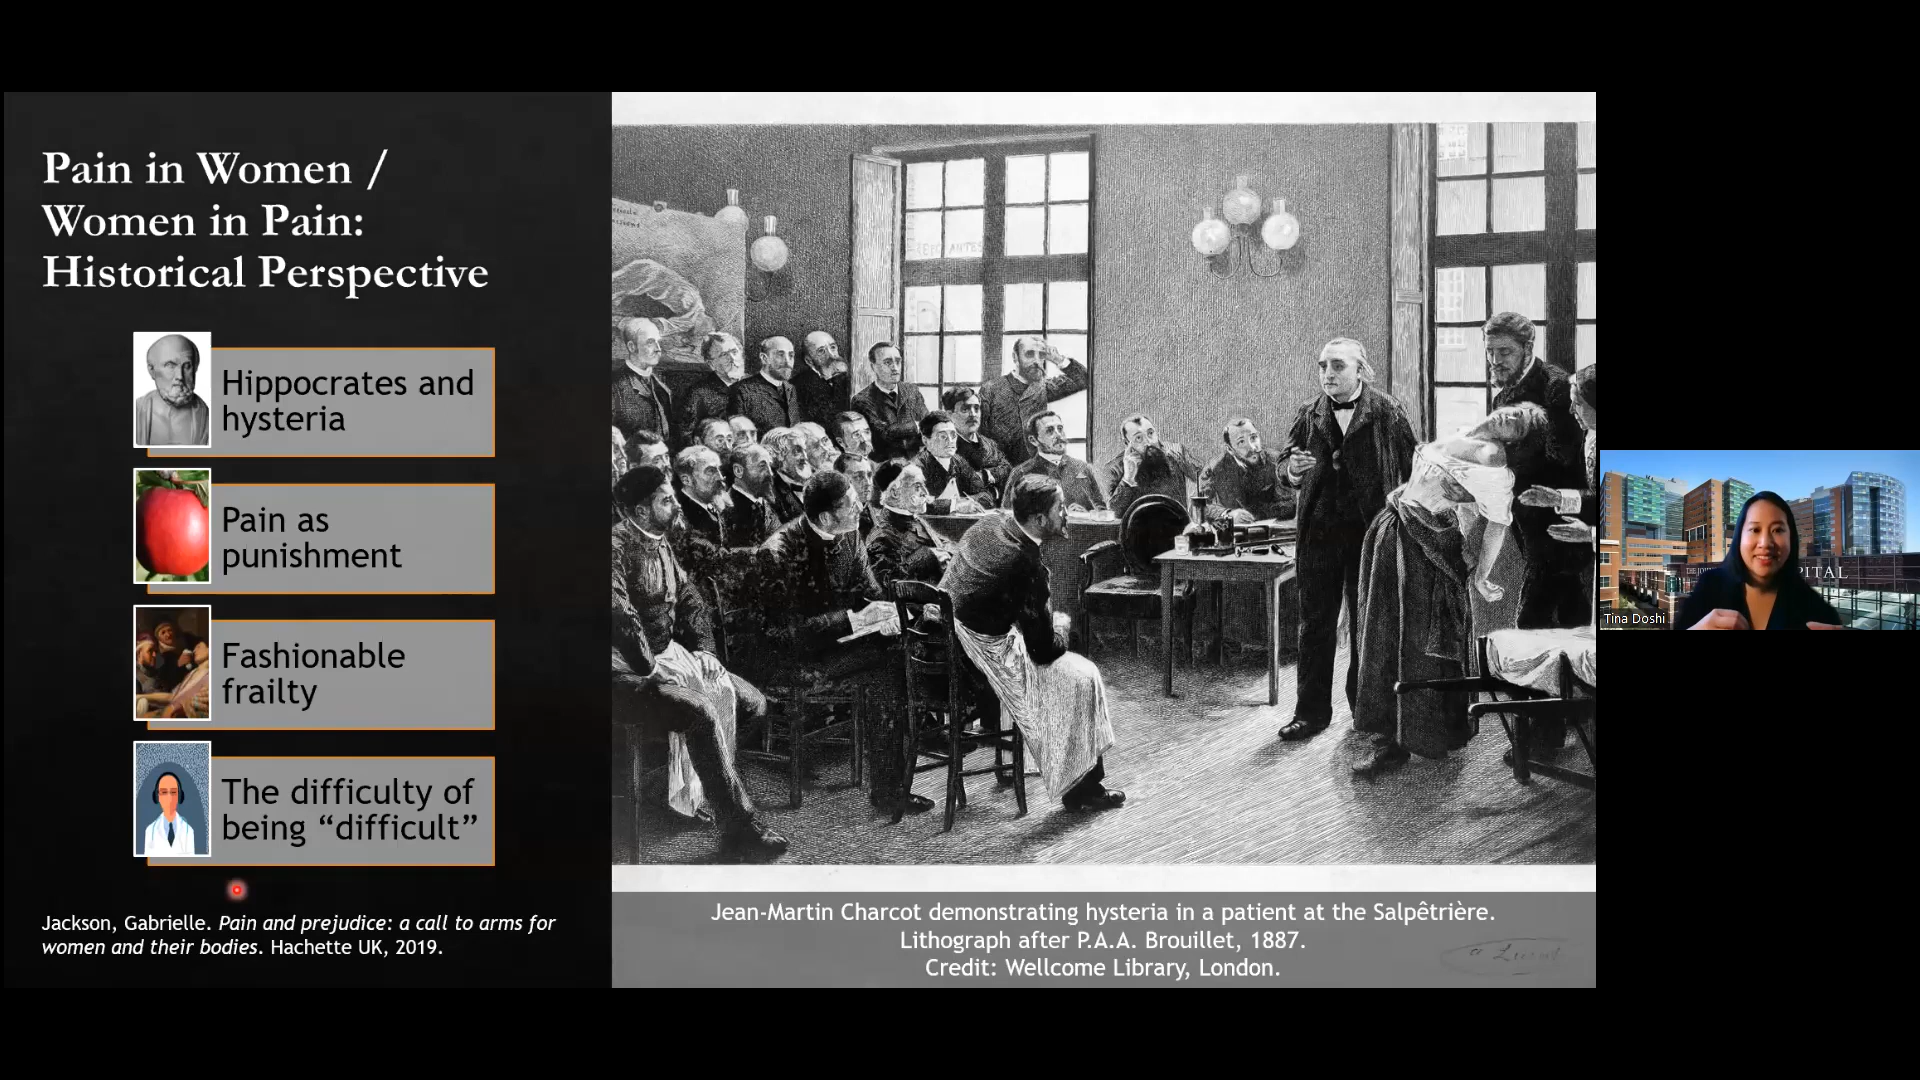 Pain in Women /
Women in Pain:
Historical Perspective
Hippocrates and
hysteria
Pain as
punishment
Fashionable
frailty
The difficulty of
being “difficult”
Jackson, Gabrielle. Pain and prejudice: a call to arms for
women and their bodies. Hachette UK, 2019.
Jean-Martin Charcot demonstrating hysteria in a patient at the Salpêtrière.
Lithograph after P.A.A. Brouillet, 1887.
Credit: Wellcome Library, London.
Tina Doshi